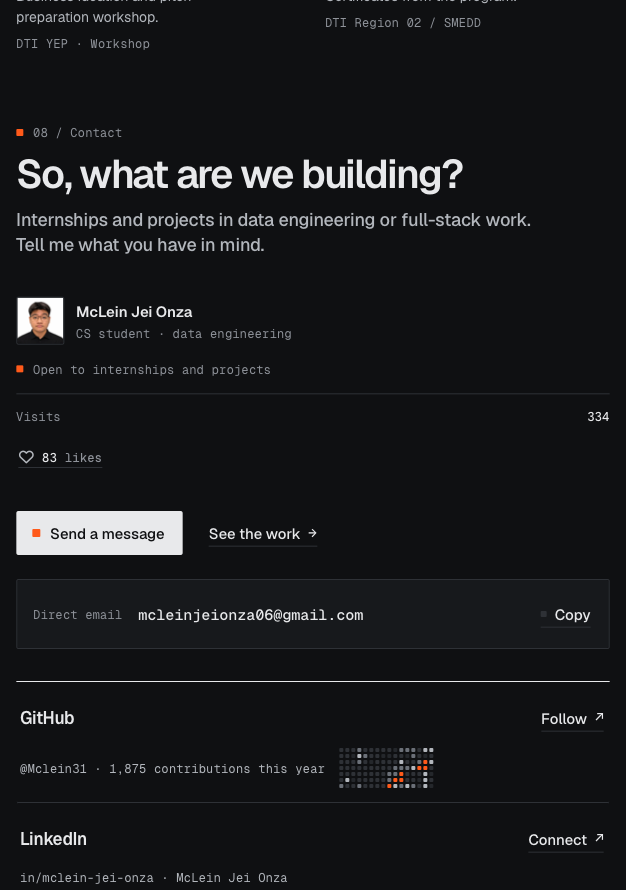 preparation workshop.
DTI YEP · Workshop
DTI Region 02 / SMEDD
08 / Contact
So, what are we building?
Internships and projects in data engineering or full-stack work.
Tell me what you have in mind.
McLein Jei Onza
CS student · data engineering
Open to internships and projects
Visits 334
83 likes
Send a message See the work →
Direct email mcleinjeionza06@gmail.com Copy
GitHub Follow ↗
@Mclein31 · 1,875 contributions this year
LinkedIn Connect ↗
in/mclein-jei-onza · McLein Jei Onza